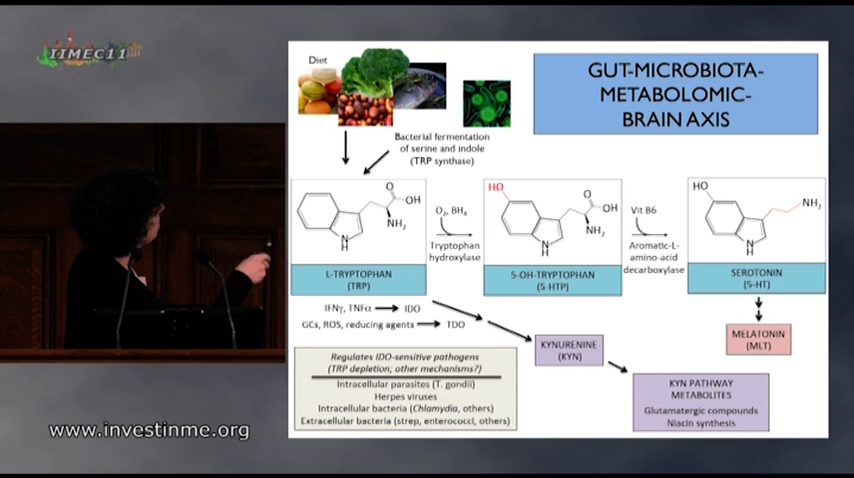 IIMEC11
Diet
GUT-MICROBIOTA-
METABOLOMIC-
BRAIN AXIS
Bacterial fermentation
of serine and indole
(TRP synthase)
O
OH
NH2
N
H
O2, BH4
Tryptophan
hydroxylase
HO
O
OH
NH2
N
H
Vit B6
Aromatic-L-
amino-acid
decarboxylase
HO
NH2
N
H
L-TRYPTOPHAN
(TRP)
5-OH-TRYPTOPHAN
(5-HTP)
SEROTONIN
(5-HT)
IFNγ, TNFα IDO
GCs, ROS, reducing agents TDO
KYNURENINE
(KYN)
MELATONIN
(MLT)
Regulates IDO-sensitive pathogens
(TRP depletion; other mechanisms?)
Intracellular parasites (T. gondii)
Herpes viruses
Intracellular bacteria (Chlamydia, others)
Extracellular bacteria (strep, enterococci, others)
KYN PATHWAY
METABOLITES
Glutamatergic compounds
Niacin synthesis
www.investinme.org